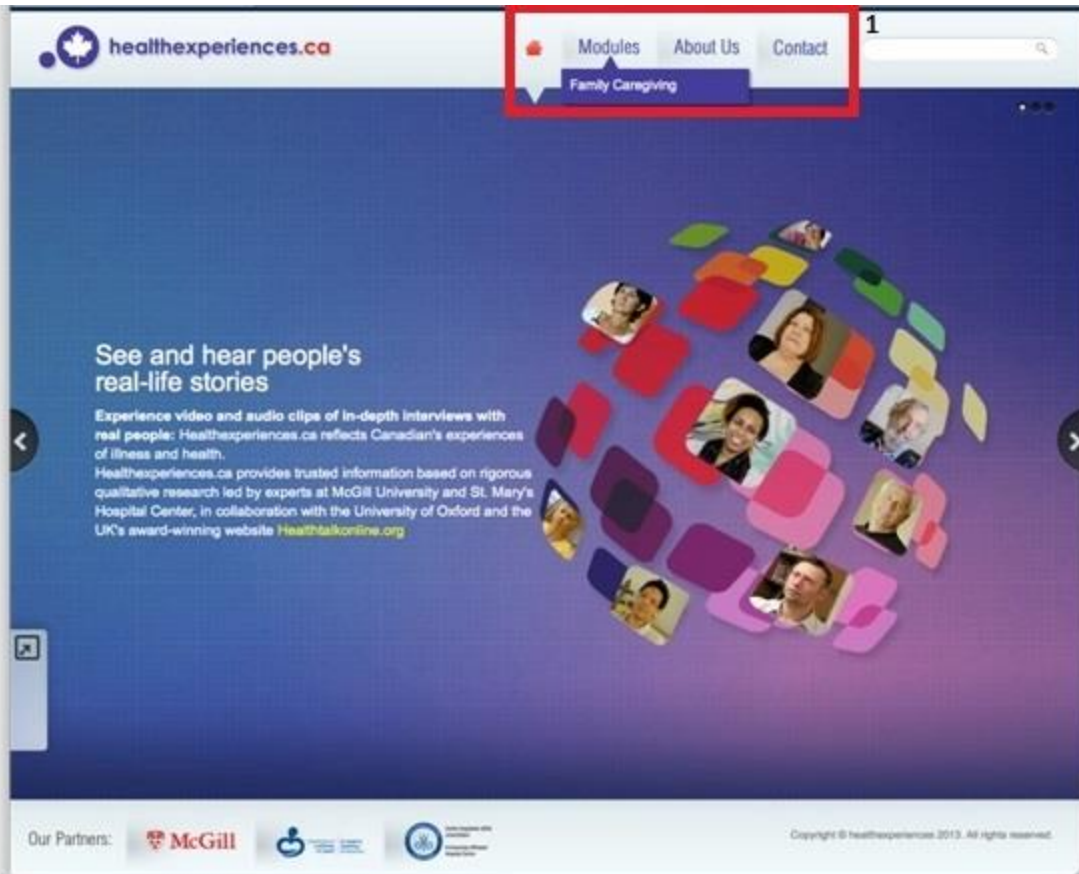 healthexperiences.ca
Modules About Us Contact
1
Family Caregiving
See and hear people's
real-life stories
Experience video and audio clips of in-depth interviews with
real people: Healthexperiences.ca reflects Canadian's experiences
of illness and health.
Healthexperiences.ca provides trusted information based on rigorous
qualitative research led by experts at McGill University and St. Mary's
Hospital Center, in collaboration with the University of Oxford and the
UK's award-winning website Healthtalkonline.org
Our Partners:
McGill
Copyright © healthexperiences 2013. All rights reserved.